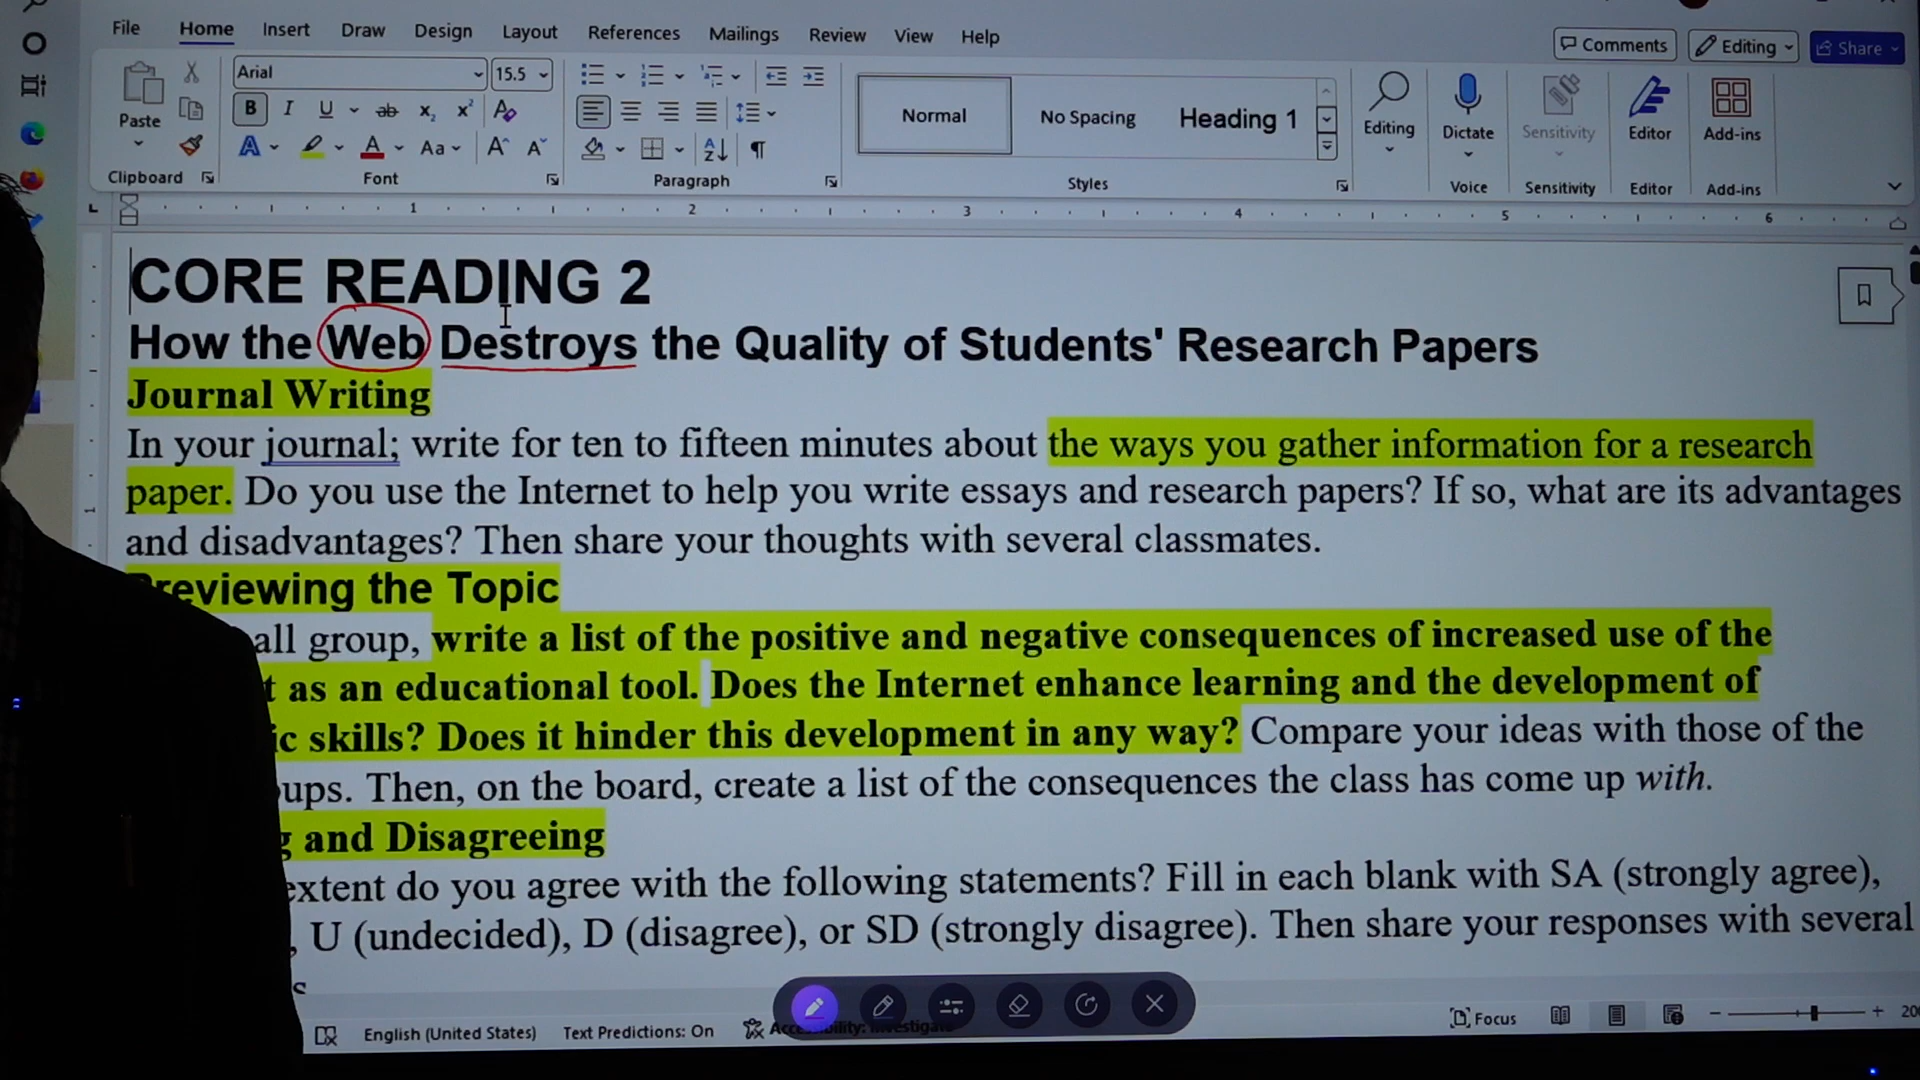 File Home Insert Draw Design Layout References Mailings Review View Help
Comments Editing Share
Arial 15.5
Paste
Normal No Spacing Heading 1
Editing Dictate Sensitivity Editor Add-ins
Clipboard Font Paragraph Styles Voice Sensitivity Editor Add-ins
1 2 3 4 5 6
CORE READING 2
How the Web Destroys the Quality of Students' Research Papers
Journal Writing
In your journal; write for ten to fifteen minutes about the ways you gather information for a research
paper. Do you use the Internet to help you write essays and research papers? If so, what are its advantages
and disadvantages? Then share your thoughts with several classmates.
reviewing the Topic
all group, write a list of the positive and negative consequences of increased use of the
t as an educational tool. Does the Internet enhance learning and the development of
ic skills? Does it hinder this development in any way? Compare your ideas with those of the
ups. Then, on the board, create a list of the consequences the class has come up with.
g and Disagreeing
extent do you agree with the following statements? Fill in each blank with SA (strongly agree),
, U (undecided), D (disagree), or SD (strongly disagree). Then share your responses with several
s
English (United States) Text Predictions: On Focus